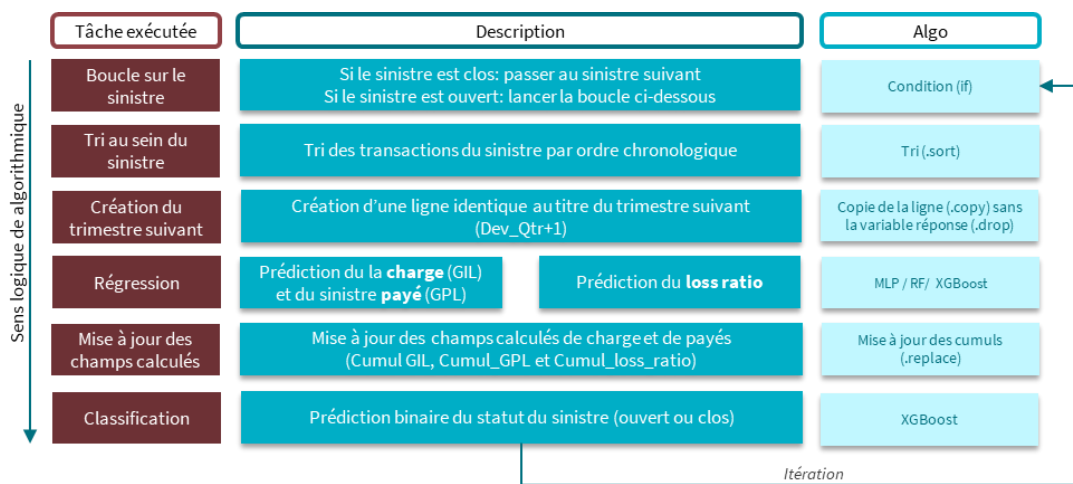 Tâche exécutée
Description
Algo
Sens logique de algorithmique
Boucle sur le
sinistre
Si le sinistre est clos: passer au sinistre suivant
Si le sinistre est ouvert: lancer la boucle ci-dessous
Condition (if)
Tri au sein du
sinistre
Tri des transactions du sinistre par ordre chronologique
Tri (.sort)
Création du
trimestre suivant
Création d'une ligne identique au titre du trimestre suivant
(Dev_Qtr+1)
Copie de la ligne (.copy) sans
la variable réponse (.drop)
Régression
Prédiction du la charge (GIL)
et du sinistre payé (GPL)
Prédiction du loss ratio
MLP / RF/ XGBoost
Mise à jour des
champs calculés
Mise à jour des champs calculés de charge et de payés
(Cumul GIL, Cumul_GPL et Cumul_loss_ratio)
Mise à jour des cumuls
(.replace)
Classification
Prédiction binaire du statut du sinistre (ouvert ou clos)
XGBoost
Itération